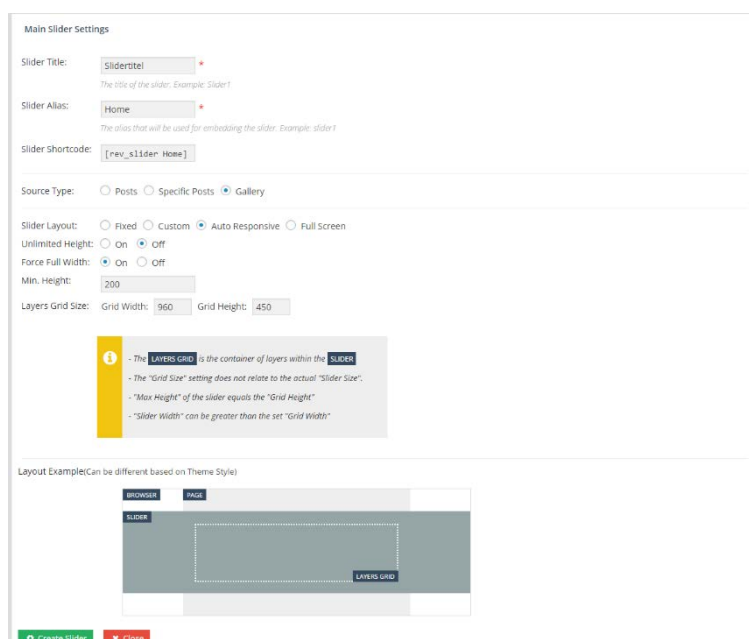 Main Slider Settings
Slider Title: Slidertitel *
The title of the slider. Example: Slider1
Slider Alias: Home *
The alias that will be used for embedding the slider. Example: slider1
Slider Shortcode: [rev_slider Home]
Source Type: Posts Specific Posts Gallery
Slider Layout: Fixed Custom Auto Responsive Full Screen
Unlimited Height: On Off
Force Full Width: On Off
Min. Height: 200
Layers Grid Size: Grid Width: 960 Grid Height: 450
- The LAYERS GRID is the container of layers within the SLIDER
- The "Grid Size" setting does not relate to the actual "Slider Size".
- "Max Height" of the slider equals the "Grid Height"
- "Slider Width" can be greater than the set "Grid Width"
Layout Example(Can be different based on Theme Style)
BROWSER PAGE
SLIDER
LAYERS GRID
Create Slider Close